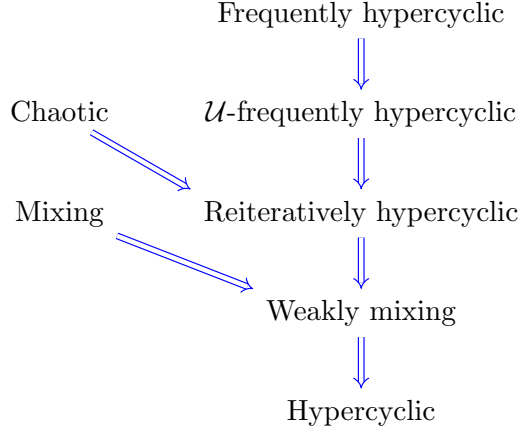 Frequently hypercyclic
Chaotic
𝒰-frequently hypercyclic
Mixing
Reiteratively hypercyclic
Weakly mixing
Hypercyclic